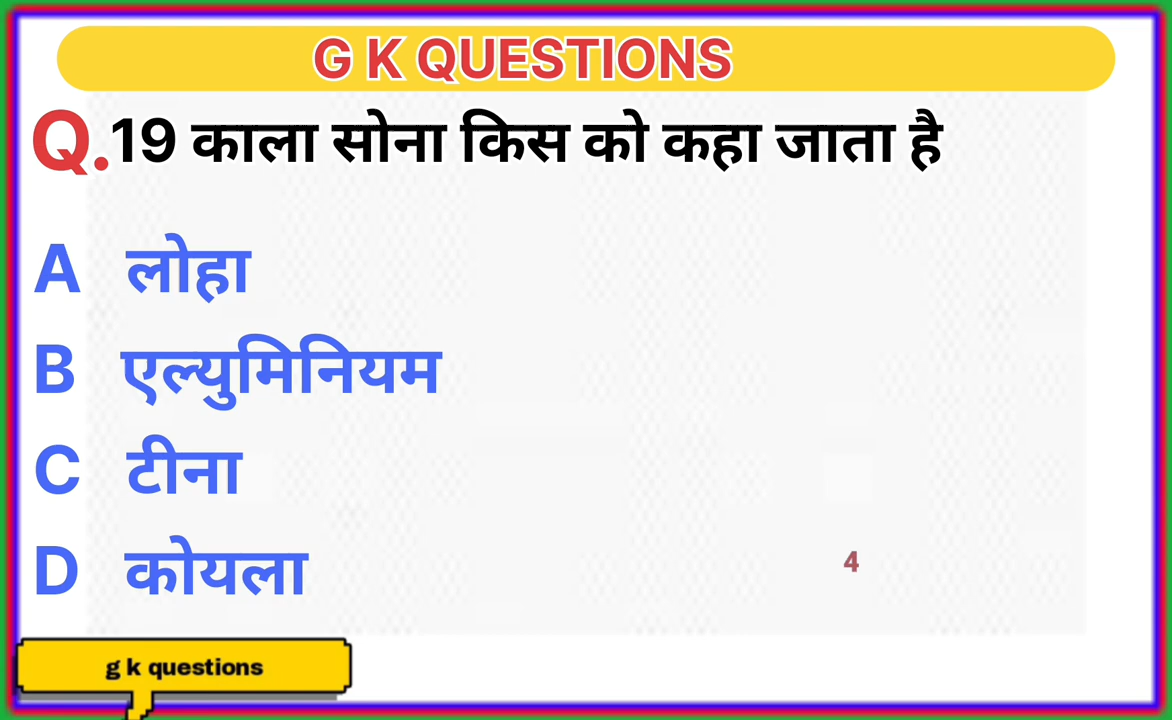 G K QUESTIONS
Q.19 काला सोना किस को कहा जाता है
A लोहा
B एल्युमिनियम
C टीना
D कोयला
4
g k questions